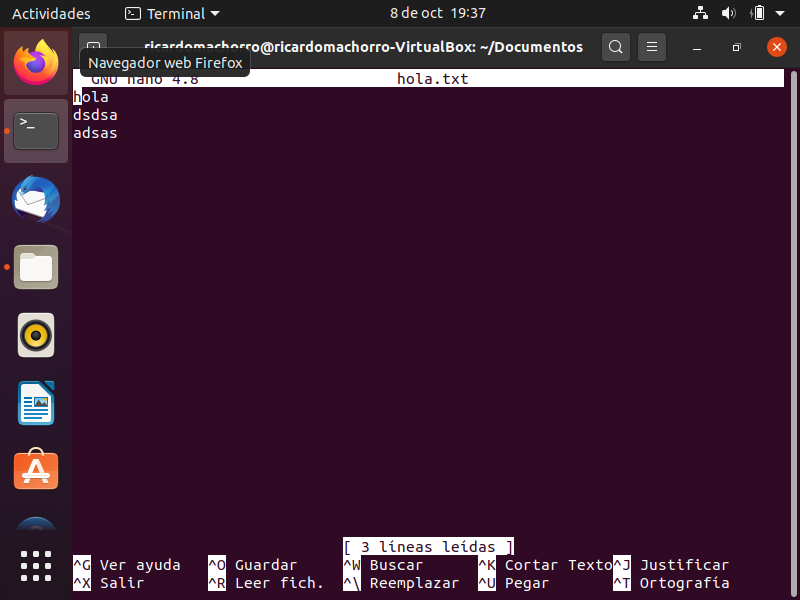 Actividades Terminal 8 de oct 19:37
ricardomachorro@ricardomachorro-VirtualBox: ~/Documentos
Navegador web Firefox
GNU nano 4.8 hola.txt
hola
dsdsa
adsas
[ 3 líneas leídas ]
^G Ver ayuda ^O Guardar ^W Buscar ^K Cortar Texto ^J Justificar
^X Salir ^R Leer fich. ^\ Reemplazar ^U Pegar ^T Ortografía